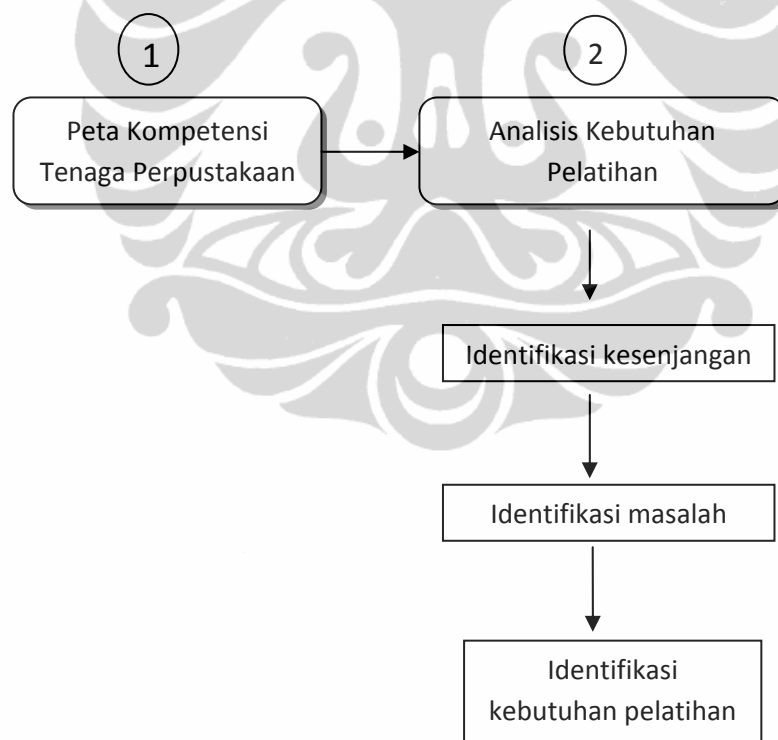 1
2
Peta Kompetensi
Tenaga Perpustakaan
Analisis Kebutuhan
Pelatihan
Identifikasi kesenjangan
Identifikasi masalah
Identifikasi
kebutuhan pelatihan